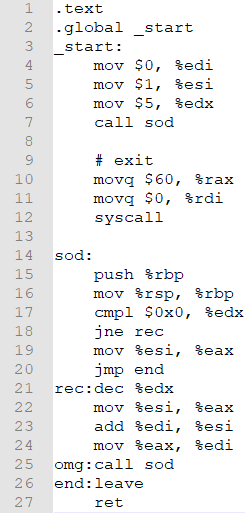 1 .text
2 .global _start
3 _start:
4     mov $0, %edi
5     mov $1, %esi
6     mov $5, %edx
7     call sod
8
9     # exit
10     movq $60, %rax
11     movq $0, %rdi
12     syscall
13
14 sod:
15     push %rbp
16     mov %rsp, %rbp
17     cmpl $0x0, %edx
18     jne rec
19     mov %esi, %eax
20     jmp end
21 rec:dec %edx
22     mov %esi, %eax
23     add %edi, %esi
24     mov %eax, %edi
25 omg:call sod
26 end:leave
27     ret